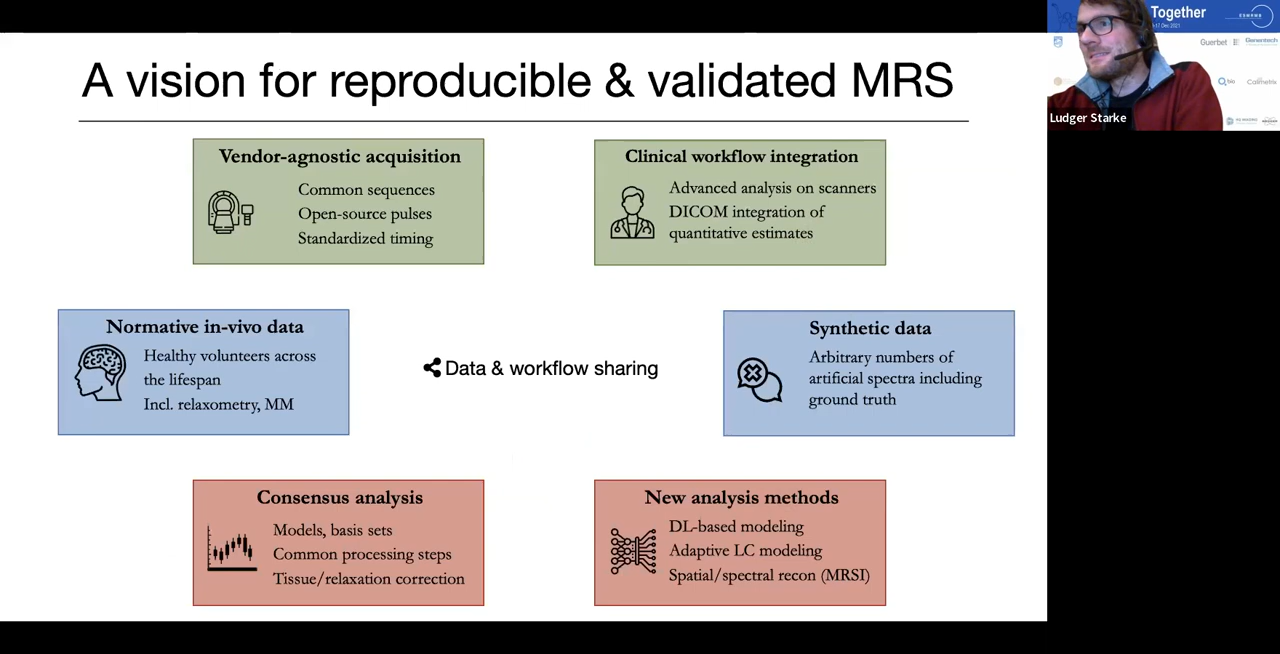 A vision for reproducible & validated MRS
Vendor-agnostic acquisition
Common sequences
Open-source pulses
Standardized timing
Clinical workflow integration
Advanced analysis on scanners
DICOM integration of
quantitative estimates
Normative in-vivo data
Healthy volunteers across
the lifespan
Incl. relaxometry, MM
Data & workflow sharing
Synthetic data
Arbitrary numbers of
artificial spectra including
ground truth
Consensus analysis
Models, basis sets
Common processing steps
Tissue/relaxation correction
New analysis methods
DL-based modeling
Adaptive LC modeling
Spatial/spectral recon (MRSI)
Together
Guerbet
Genentech
Ludger Starke